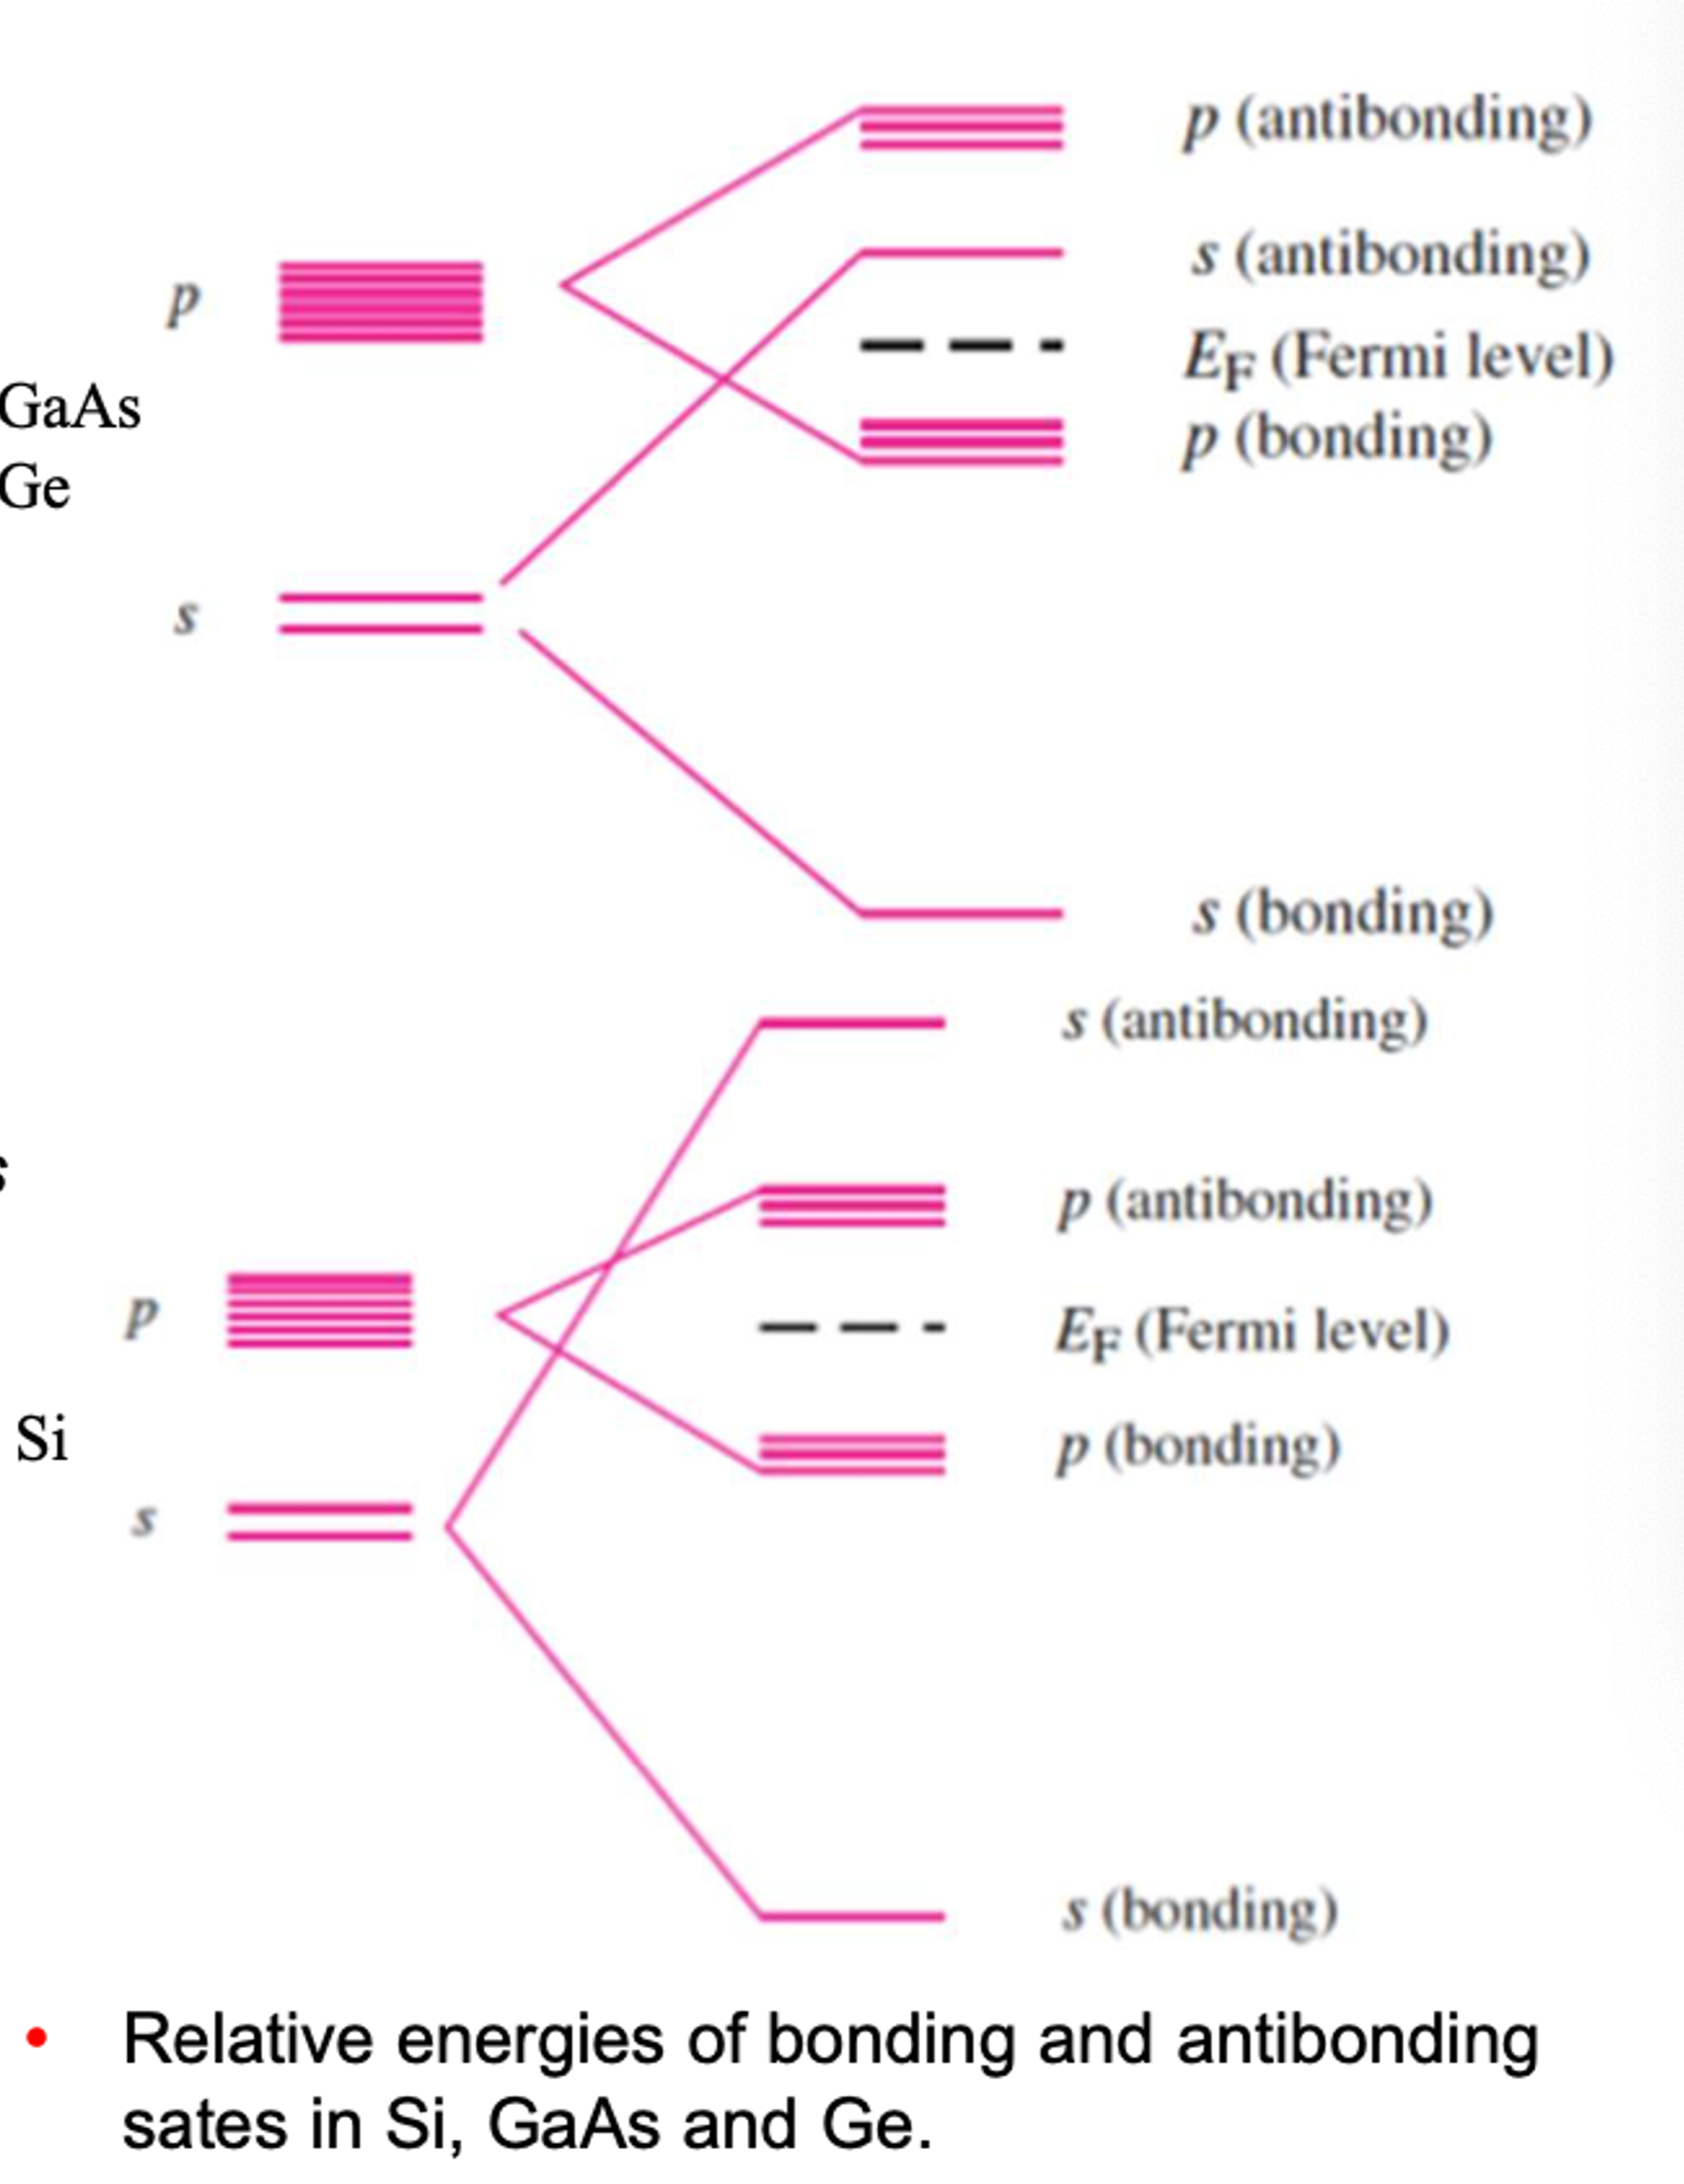 p (antibonding)
s (antibonding)
p
E_F (Fermi level)
GaAs
p (bonding)
Ge
s
s (bonding)
s (antibonding)
s
p (antibonding)
p
E_F (Fermi level)
Si
p (bonding)
s
s (bonding)
• Relative energies of bonding and antibonding
sates in Si, GaAs and Ge.